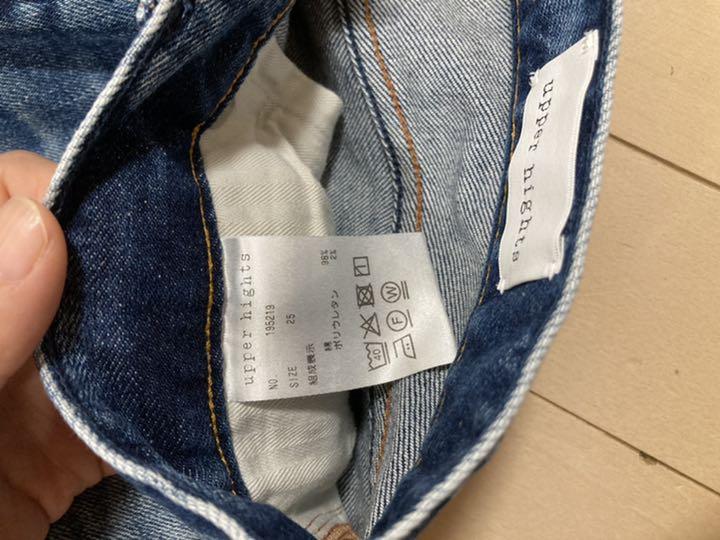 upper hights
NO. 195219
SIZE 25
組成表示
綿 98%
ポリウレタン 2%
40
F
W
upper hights